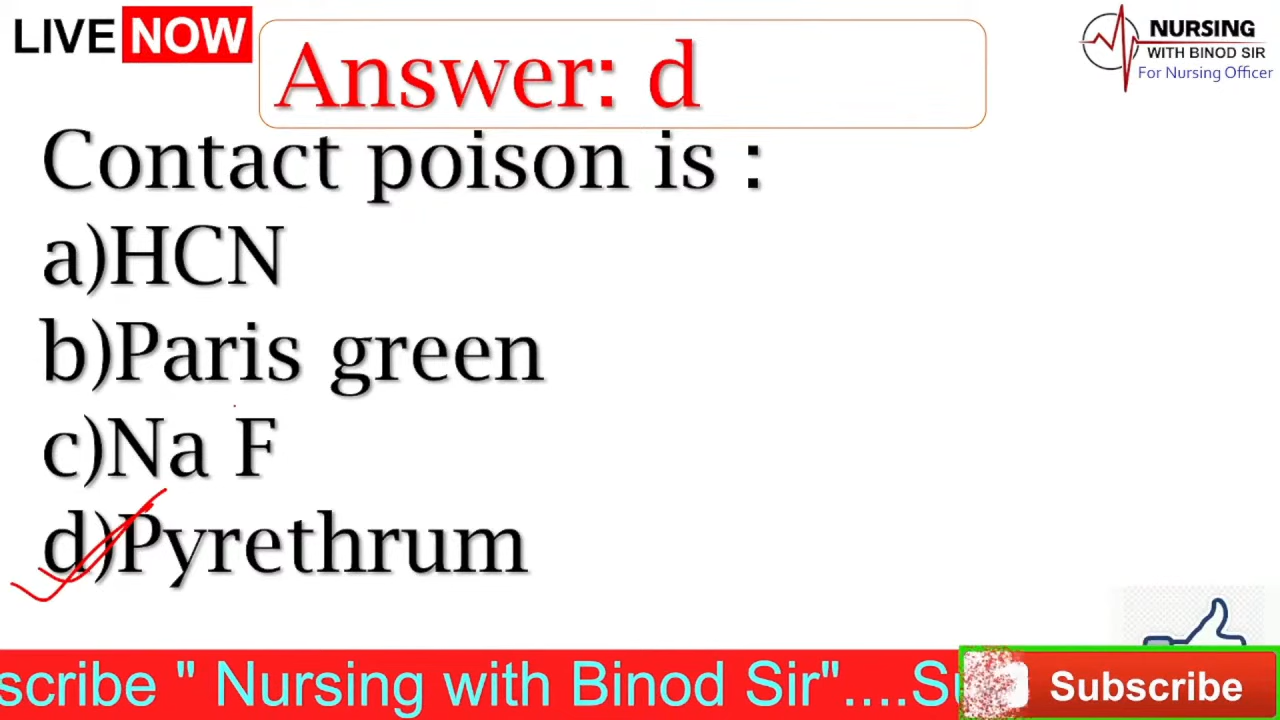 LIVE NOW
Answer: d
NURSING
WITH BINOD SIR
For Nursing Officer
Contact poison is :
a)HCN
b)Paris green
c)Na F
d)Pyrethrum
scribe " Nursing with Binod Sir"....Su
Subscribe